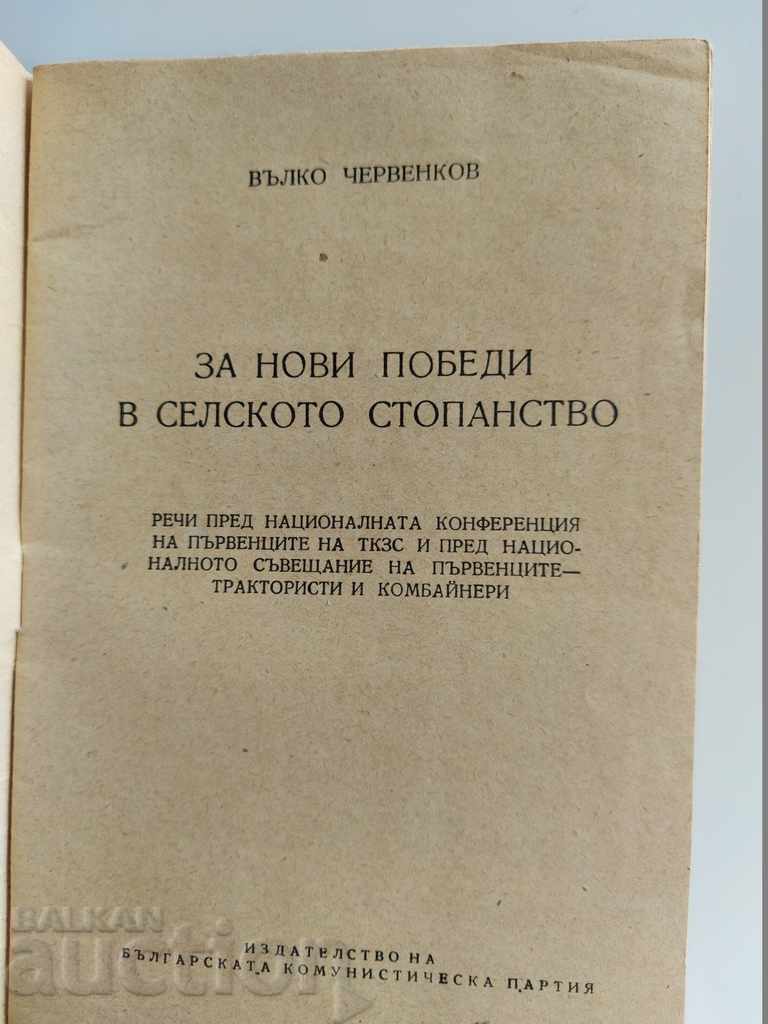 ВЪЛКО ЧЕРВЕНКОВ
ЗА НОВИ ПОБЕДИ
В СЕЛСКОТО СТОПАНСТВО
РЕЧИ ПРЕД НАЦИОНАЛНАТА КОНФЕРЕНЦИЯ
НА ПЪРВЕНЦИТЕ НА ТКЗС И ПРЕД НАЦИО-
НАЛНОТО СЪВЕЩАНИЕ НА ПЪРВЕНЦИТЕ—
ТРАКТОРИСТИ И КОМБАЙНЕРИ
ИЗДАТЕЛСТВО НА
БЪЛГАРСКАТА КОМУНИСТИЧЕСКА ПАРТИЯ
BALKAN
auction